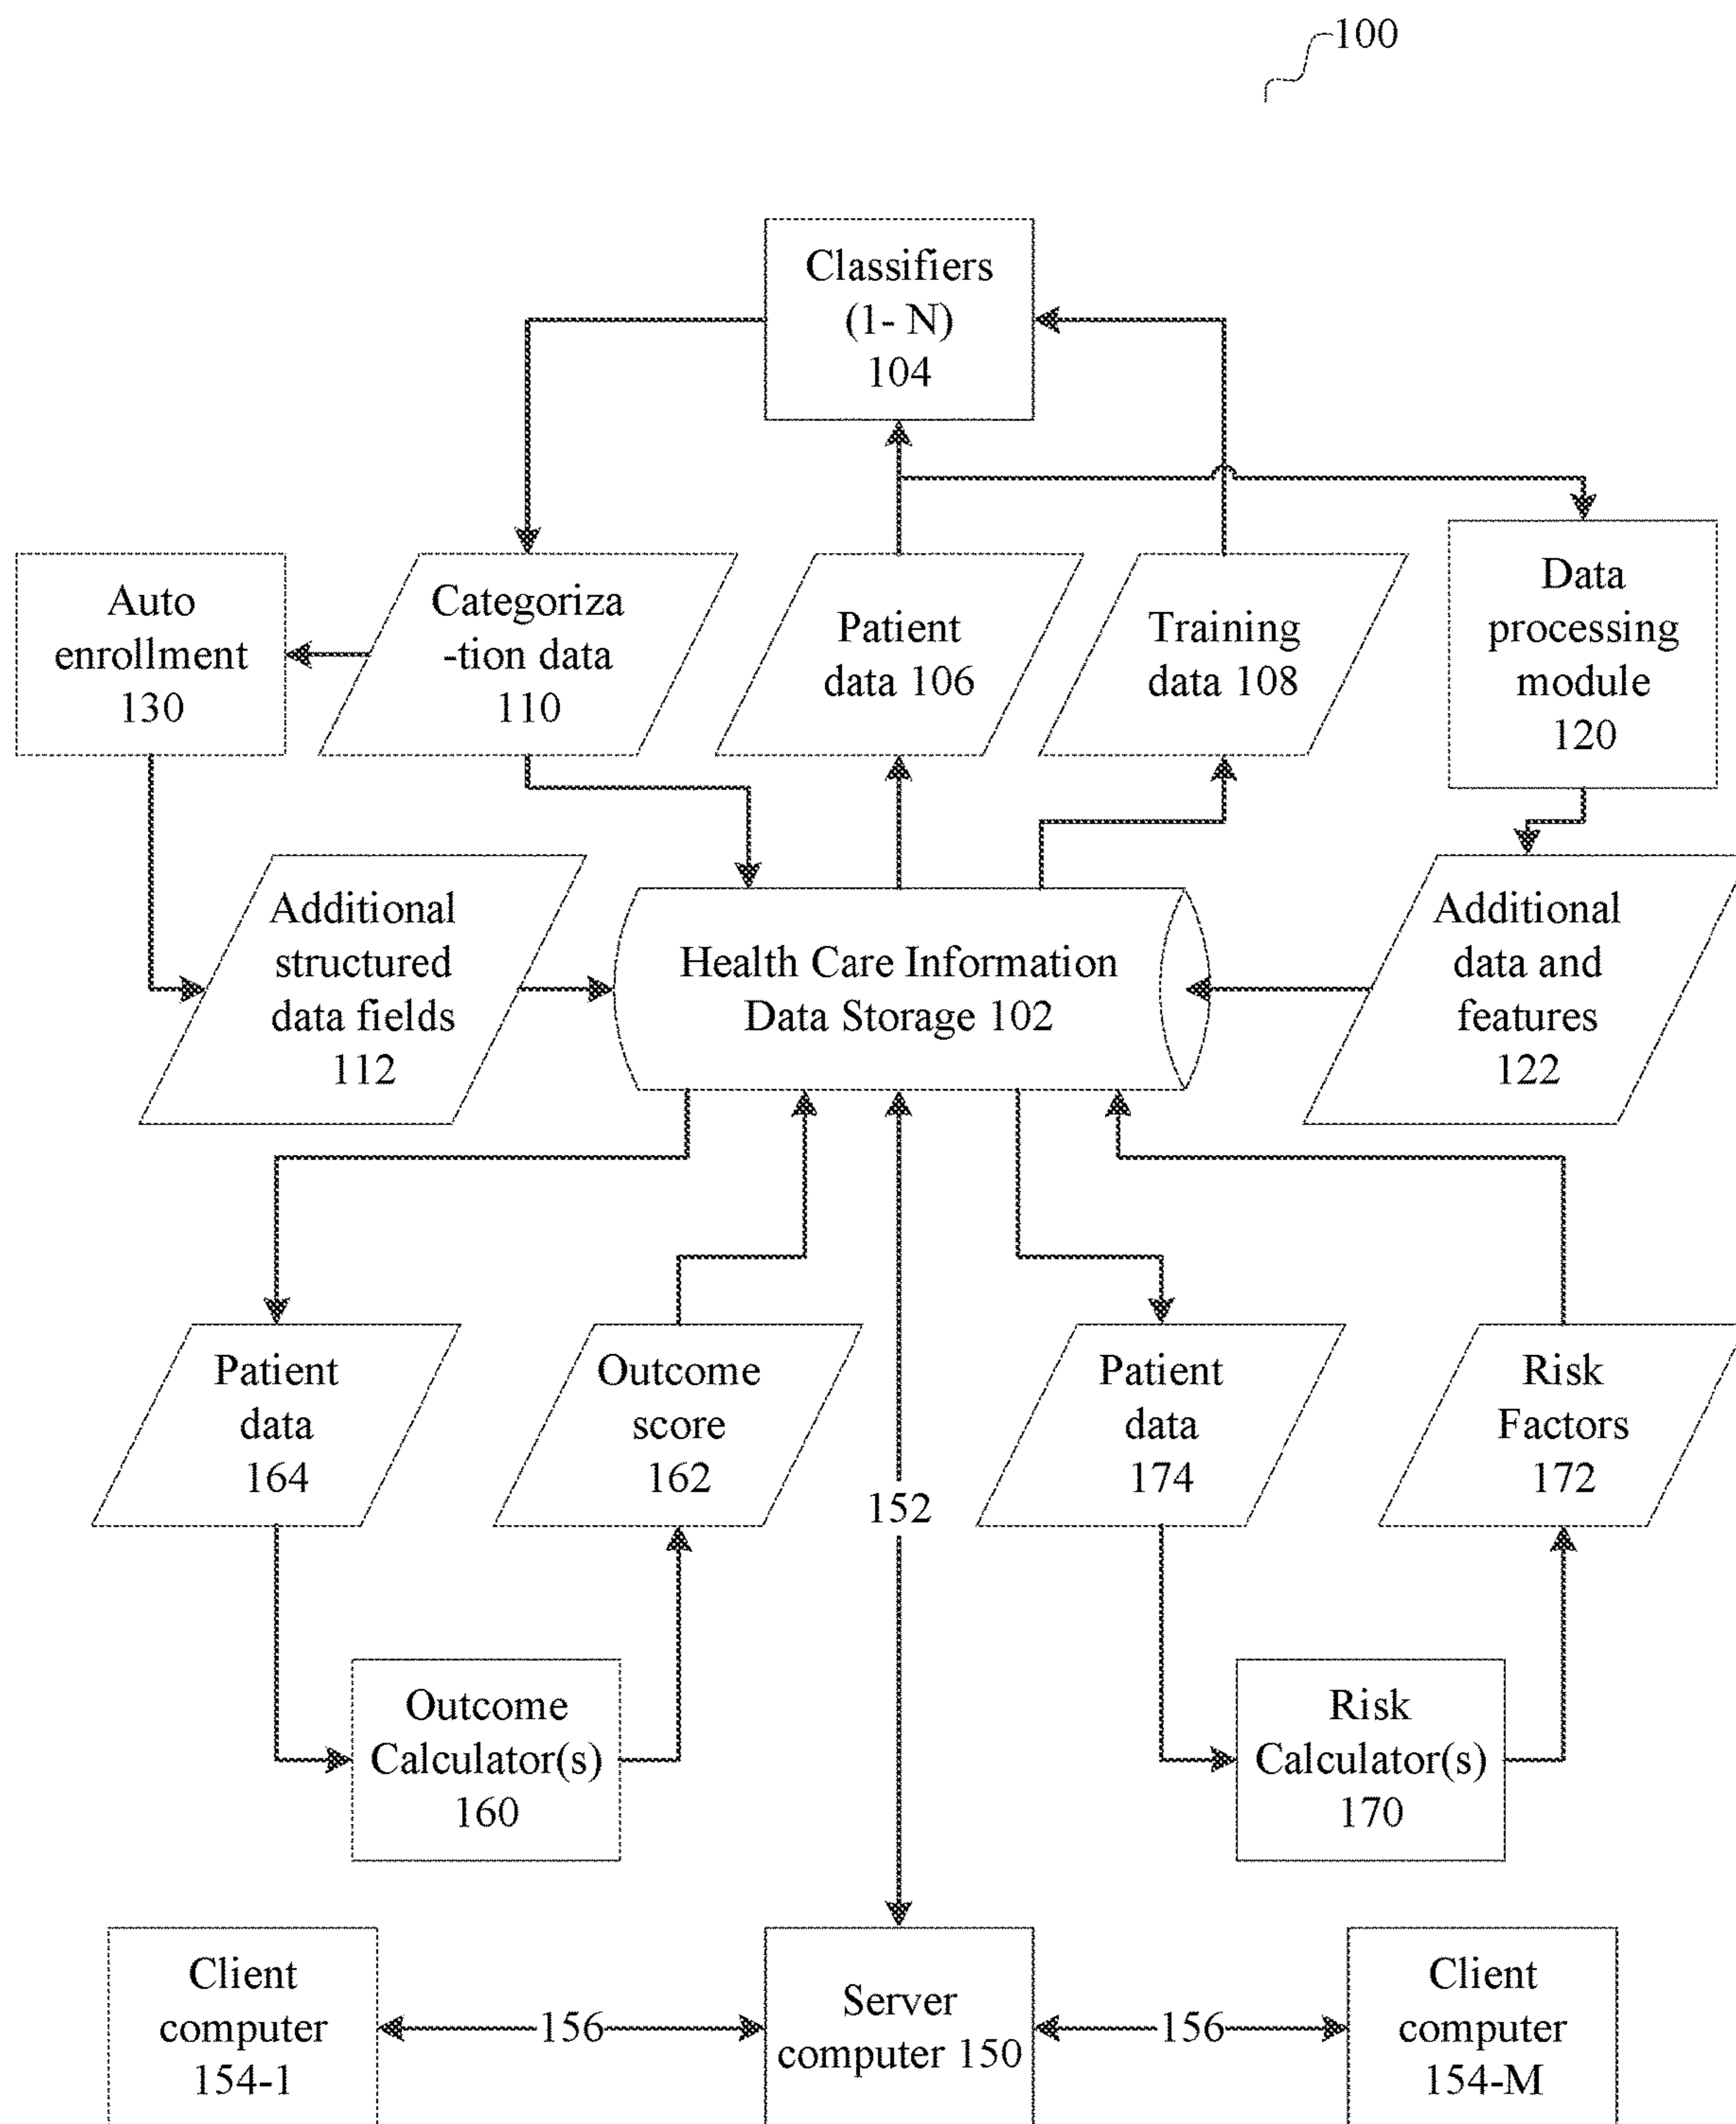 100
Classifiers
(1- N)
104
Auto
enrollment
130
Categoriza
-tion data
110
Patient
data 106
Training
data 108
Data
processing
module
120
Additional
structured
data fields
112
Health Care Information
Data Storage 102
Additional
data and
features
122
Patient
data
164
Outcome
score
162
152
Patient
data
174
Risk
Factors
172
Outcome
Calculator(s)
160
Risk
Calculator(s)
170
Client
computer
154-1
156
Server
computer 150
156
Client
computer
154-M